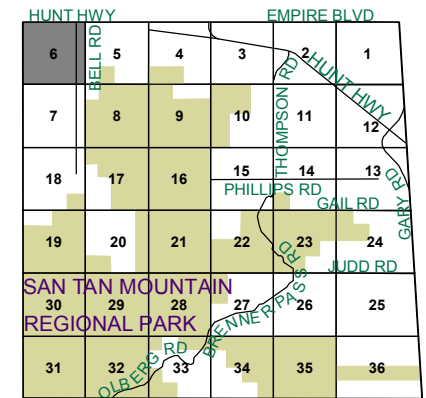 HUNT HWY EMPIRE BLVD
6 5 4 3 2 1
BELL RD
HUNT HWY
THOMPSON RD
7 8 9 10 11 12
18 17 16 15 14 13
PHILLIPS RD
GAIL RD
GARY RD
19 20 21 22 23 24
JUDD RD
SAN TAN MOUNTAIN
30 29 28 27 26 25
REGIONAL PARK
BRENNER PASS RD
31 32 33 34 35 36
OLBERG RD